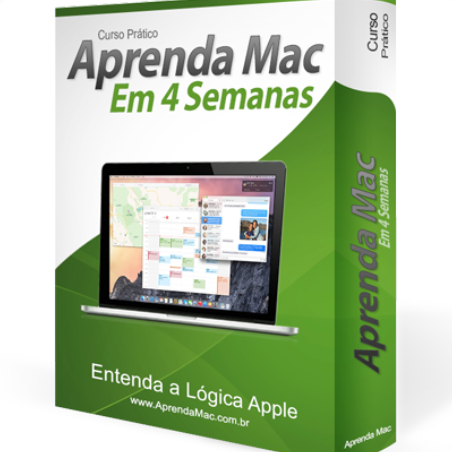 Curso Prático
Aprenda Mac
Em 4 Semanas
Entenda a Lógica Apple
www.AprendaMac.com.br
Curso
Prático
Aprenda Mac
Em 4 Semanas
Aprenda Mac